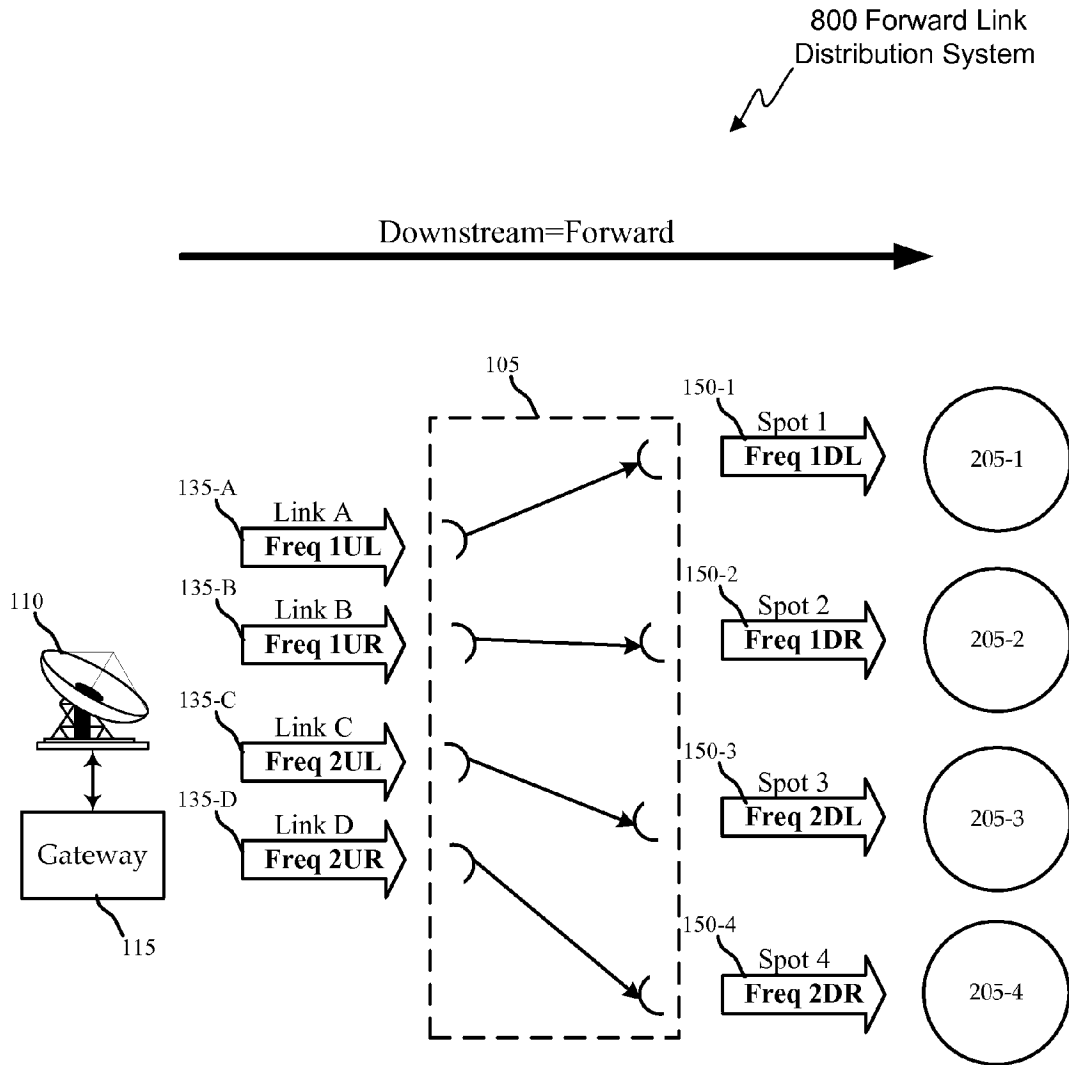 800 Forward Link
Distribution System
Downstream=Forward
105
150-1
Spot 1
Freq 1DL
205-1
135-A
Link A
Freq 1UL
135-B
Link B
Freq 1UR
150-2
Spot 2
Freq 1DR
205-2
110
135-C
Link C
Freq 2UL
150-3
Spot 3
Freq 2DL
205-3
135-D
Link D
Freq 2UR
Gateway
115
150-4
Spot 4
Freq 2DR
205-4